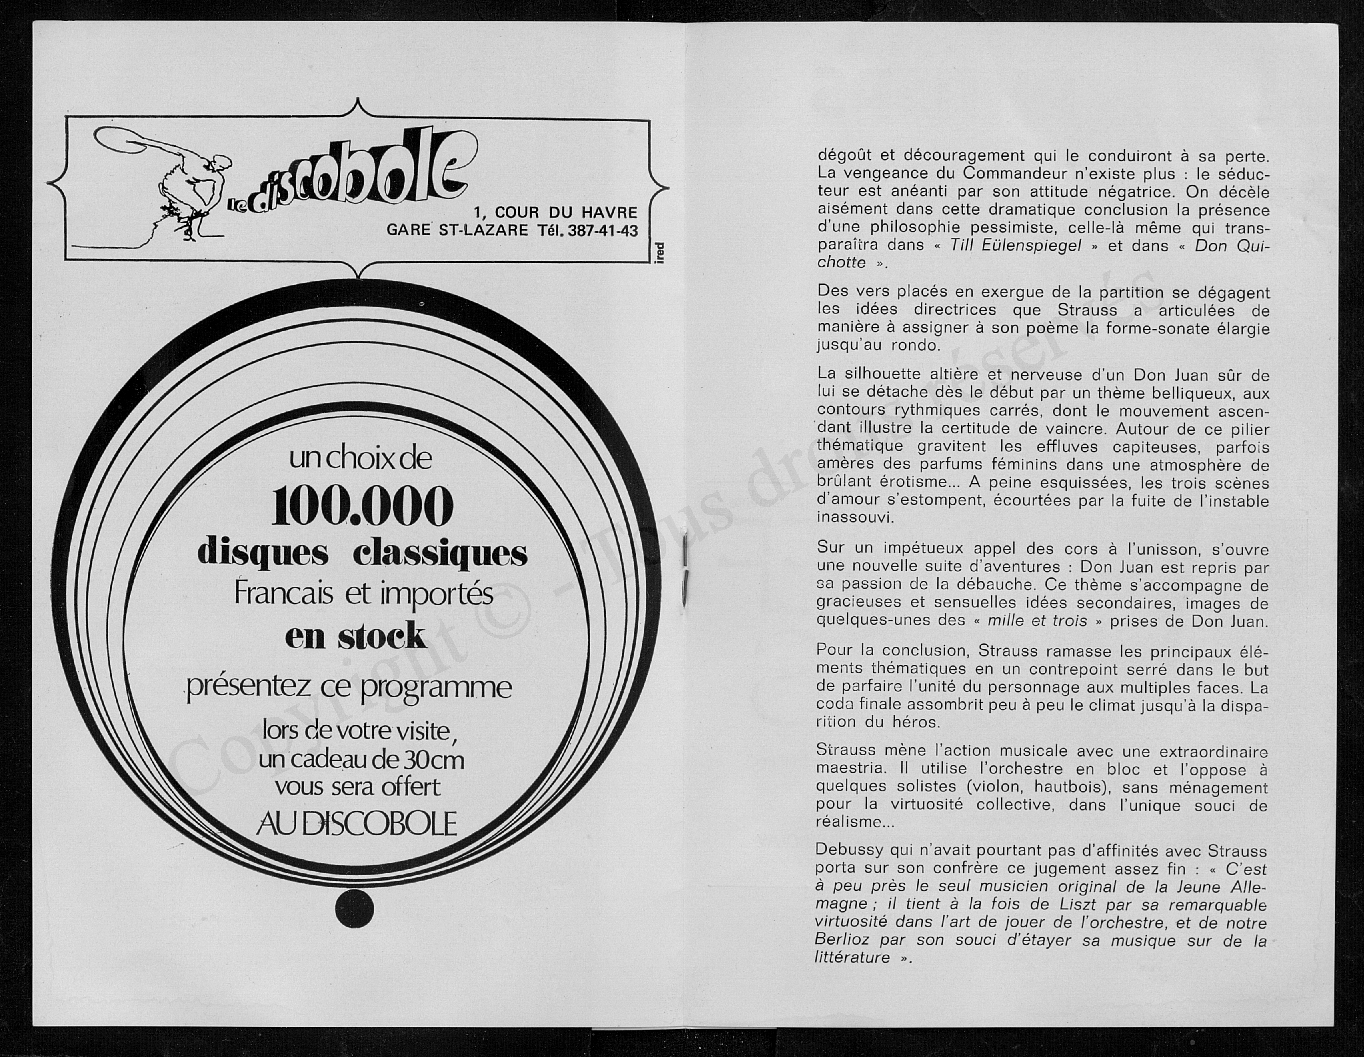 Le discobole
1, COUR DU HAVRE
GARE ST-LAZARE Tél. 387-41-43
ired
un choix de
100.000
disques classiques
Francais et importés
en stock
présentez ce programme
lors de votre visite,
un cadeau de 30cm
vous sera offert
AU DISCOBOLE
dégoût et découragement qui le conduiront à sa perte.
La vengeance du Commandeur n'existe plus : le séduc-
teur est anéanti par son attitude négatrice. On décèle
aisément dans cette dramatique conclusion la présence
d'une philosophie pessimiste, celle-là même qui trans-
paraîtra dans « Till Eülenspiegel » et dans « Don Qui-
chotte ».
Des vers placés en exergue de la partition se dégagent
les idées directrices que Strauss a articulées de
manière à assigner à son poème la forme-sonate élargie
jusqu'au rondo.
La silhouette altière et nerveuse d'un Don Juan sûr de
lui se détache dès le début par un thème belliqueux, aux
contours rythmiques carrés, dont le mouvement ascen-
dant illustre la certitude de vaincre. Autour de ce pilier
thématique gravitent les effluves capiteuses, parfois
amères des parfums féminins dans une atmosphère de
brûlant érotisme... A peine esquissées, les trois scènes
d'amour s'estompent, écourtées par la fuite de l'instable
inassouvi.
Sur un impétueux appel des cors à l'unisson, s'ouvre
une nouvelle suite d'aventures : Don Juan est repris par
sa passion de la débauche. Ce thème s'accompagne de
gracieuses et sensuelles idées secondaires, images de
quelques-unes des « mille et trois » prises de Don Juan.
Pour la conclusion, Strauss ramasse les principaux élé-
ments thématiques en un contrepoint serré dans le but
de parfaire l'unité du personnage aux multiples faces. La
coda finale assombrit peu à peu le climat jusqu'à la dispa-
rition du héros.
Strauss mène l'action musicale avec une extraordinaire
maestria. Il utilise l'orchestre en bloc et l'oppose à
quelques solistes (violon, hautbois), sans ménagement
pour la virtuosité collective, dans l'unique souci de
réalisme...
Debussy qui n'avait pourtant pas d'affinités avec Strauss
porta sur son confrère ce jugement assez fin : « C'est
à peu près le seul musicien original de la Jeune Alle-
magne ; il tient à la fois de Liszt par sa remarquable
virtuosité dans l'art de jouer de l'orchestre, et de notre
Berlioz par son souci d'étayer sa musique sur de la
littérature ».
Copyright © - Tous droits réservés